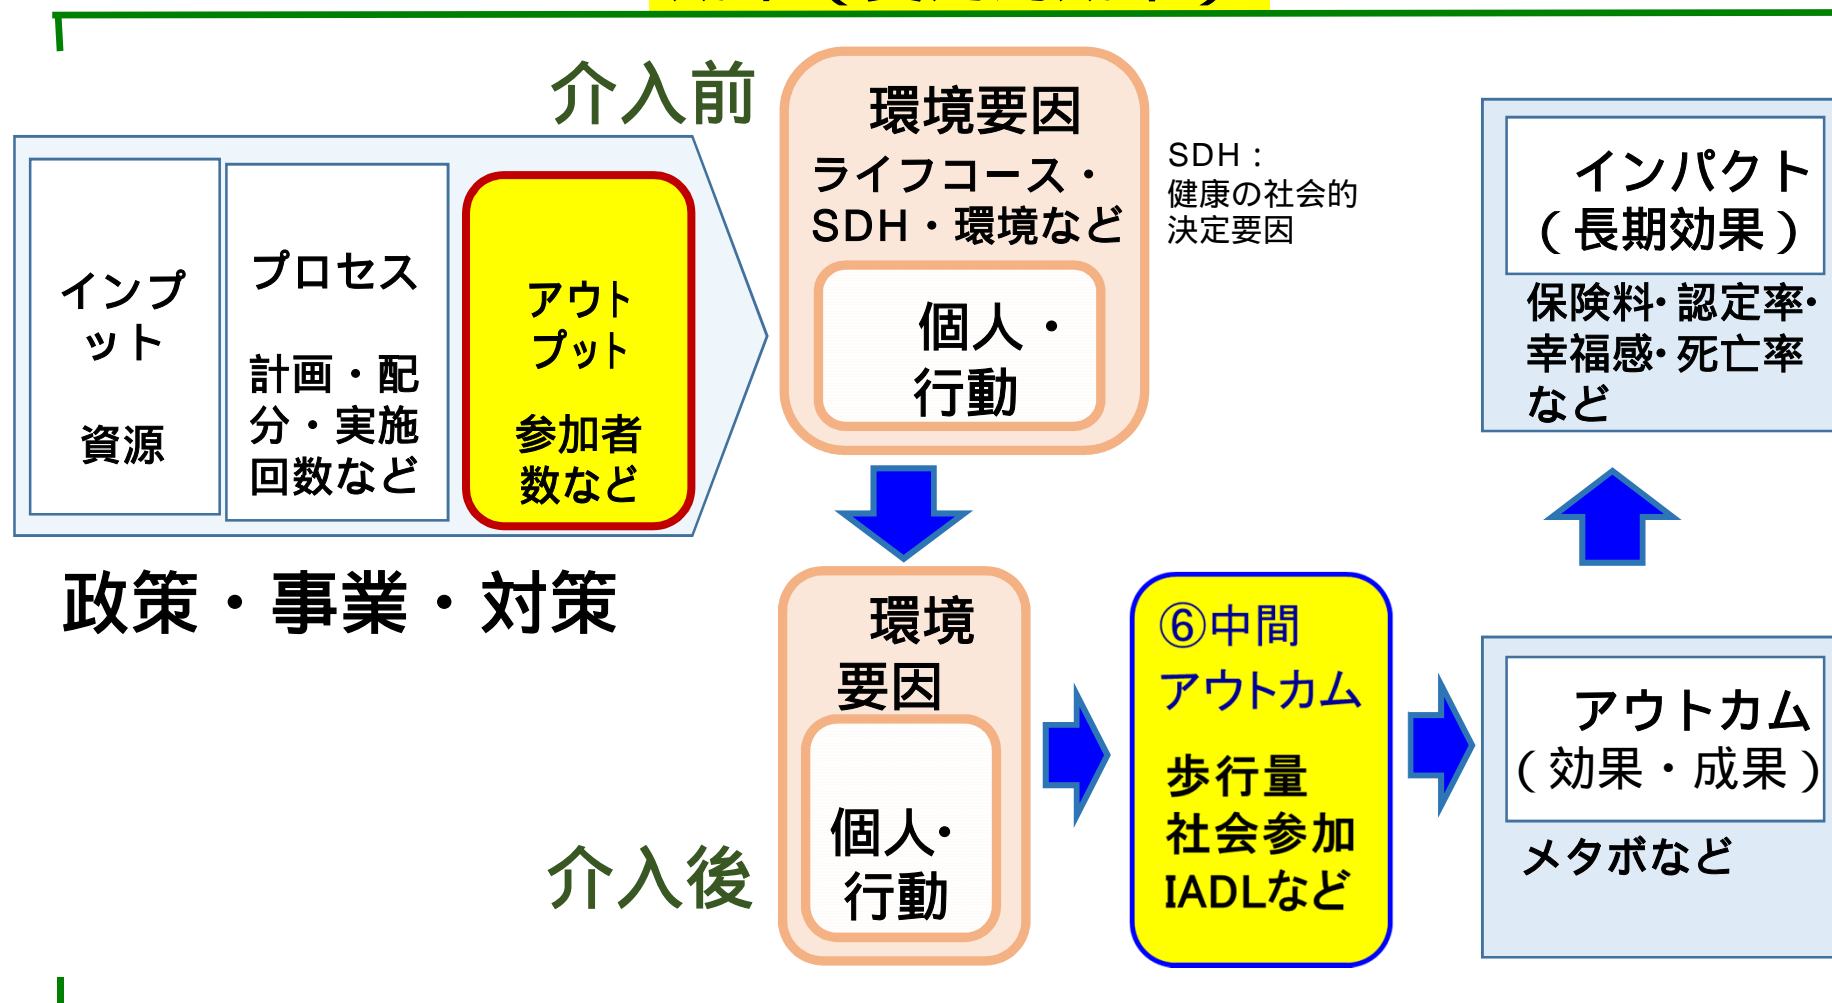 介入前
環境要因
ライフコース・
SDH・環境など
個人・
行動
SDH：
健康の社会的
決定要因
インプ
ット
資源
プロセス
計画・配
分・実施
回数など
アウト
プット
参加者
数など
政策・事業・対策
インパクト
（長期効果）
保険料・認定率・
幸福感・死亡率
など
介入後
環境
要因
個人・
行動
⑥中間
アウトカム
歩行量
社会参加
IADLなど
アウトカム
（効果・成果）
メタボなど